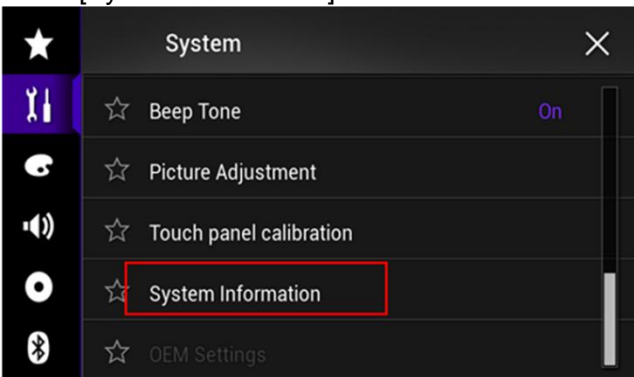 System
Beep Tone On
Picture Adjustment
Touch panel calibration
System Information
OEM Settings